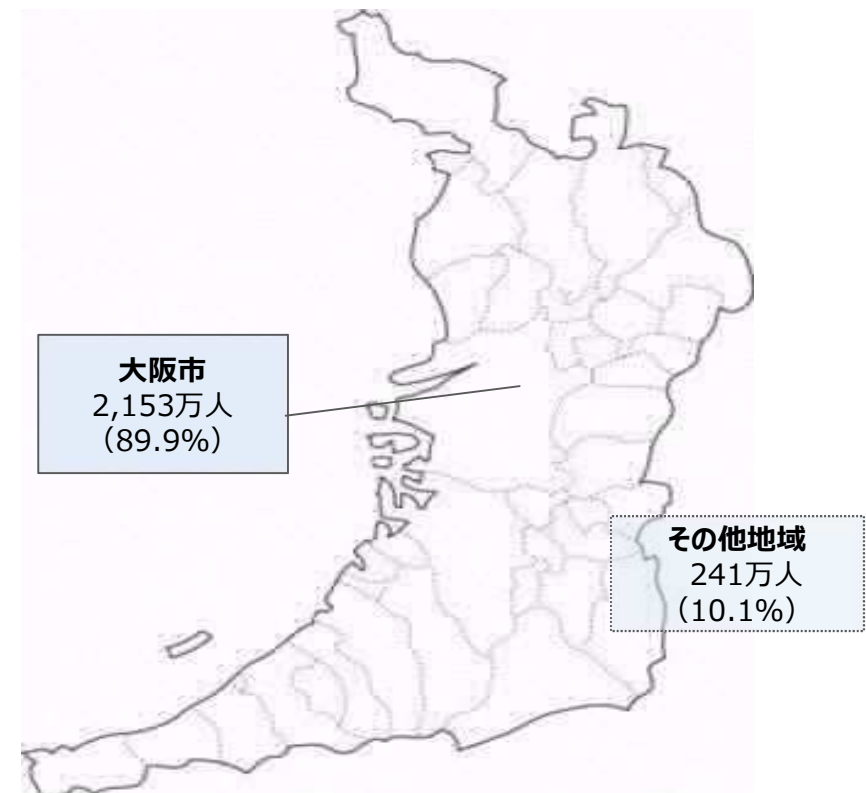 大阪市
2,153万人
（89.9%）
その他地域
241万人
（10.1%）